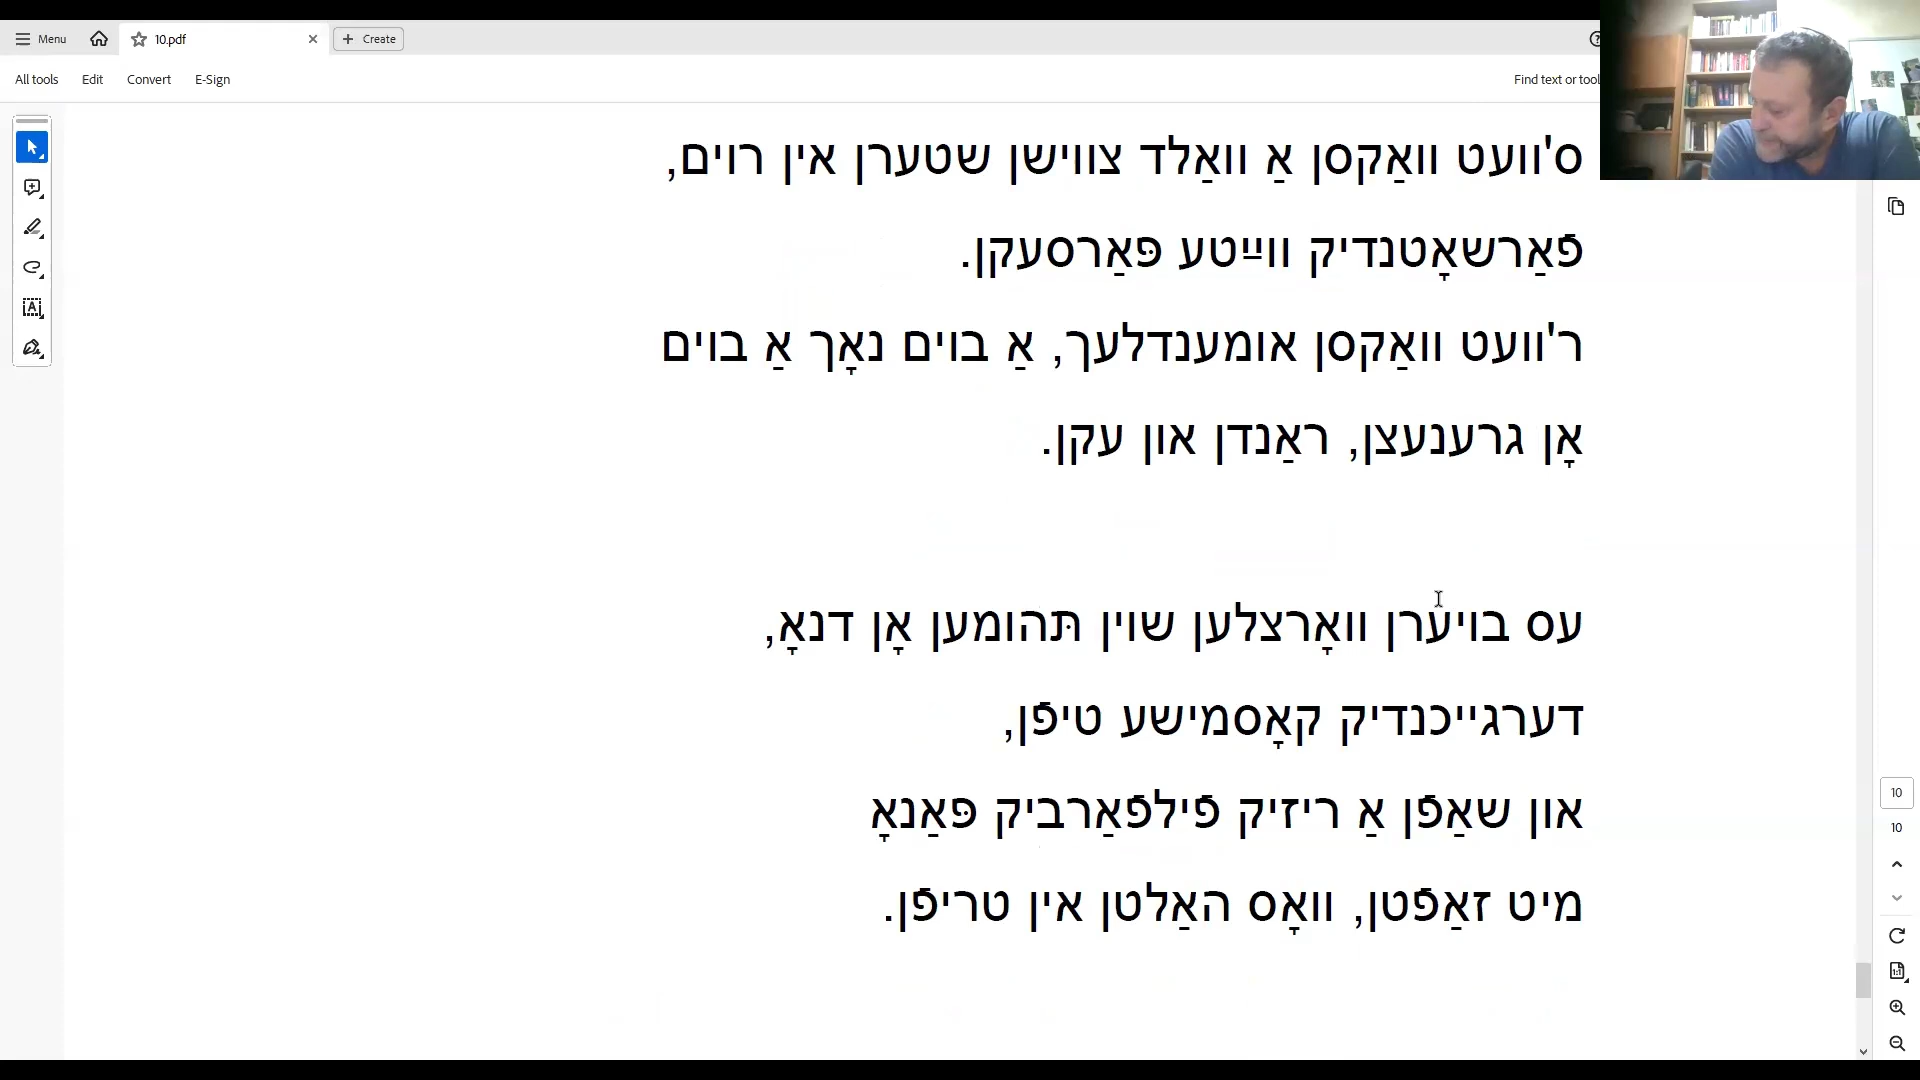 Menu
10.pdf
Create
All tools
Edit
Convert
E-Sign
Find text or tool
ס'וועט וואַקסן אַ וואַלד צווישן שטערן אין רוים,
פֿאַרשאָטנדיק ווײַטע פּאַרסעקן.
ר'וועט וואַקסן אומענדלעך, אַ בוים נאָך אַ בוים
אָן גרענעצן, ראַנדן און עקן.
עס בויערן וואָרצלען שוין תּהומען אָן דנאָ,
דערגייכנדיק קאָסמישע טיפֿן,
און שאַפֿן אַ ריזיק פֿילפֿאַרביק פּאַנאָ
מיט זאַפֿטן, וואָס האַלטן אין טריפֿן.
10
10